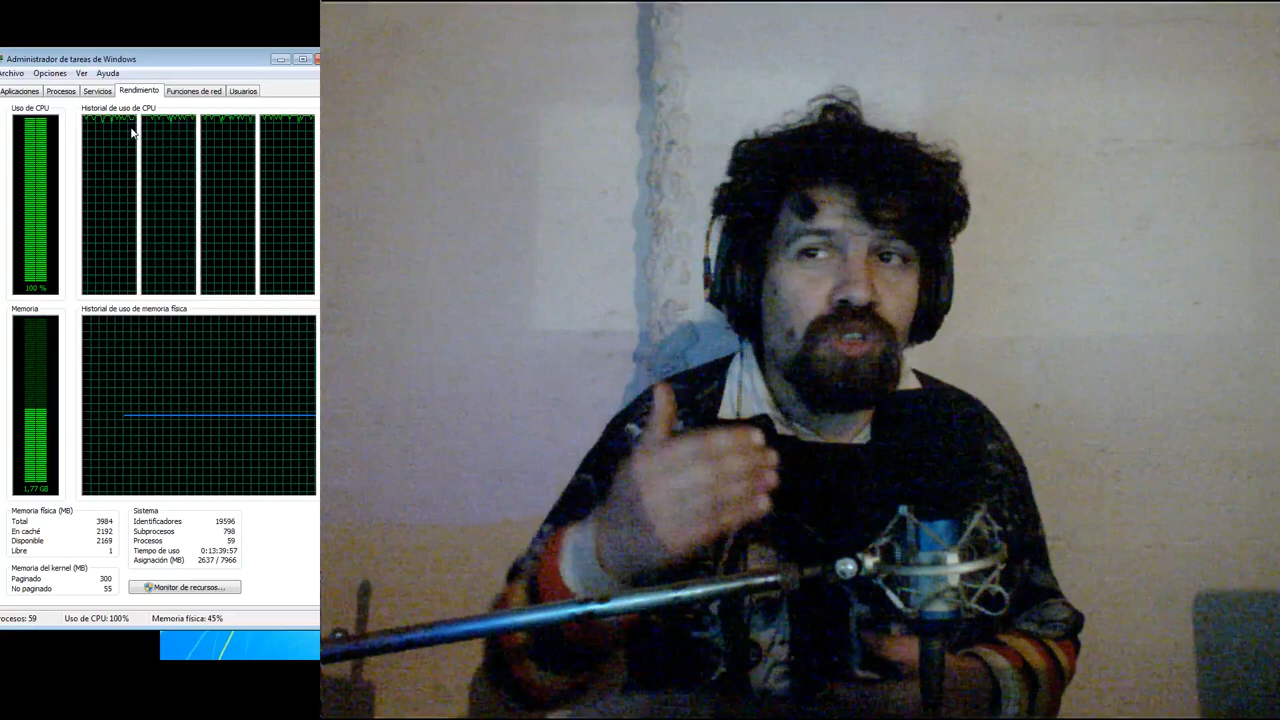 Administrador de tareas de Windows
Archivo Opciones Ver Ayuda
Aplicaciones Procesos Servicios Rendimiento Funciones de red Usuarios
Uso de CPU Historial de uso de CPU
100 %
Memoria Historial de uso de memoria física
1,77 GB
Memoria física (MB)
Total 3984
En caché 2192
Disponible 2169
Libre 1
Memoria del kernel (MB)
Paginado 300
No paginado 55
Sistema
Identificadores 19596
Subprocesos 798
Procesos 59
Tiempo de uso 0:13:39:57
Asignación (MB) 2637 / 7966
Monitor de recursos...
rocesos: 59 Uso de CPU: 100% Memoria física: 45%